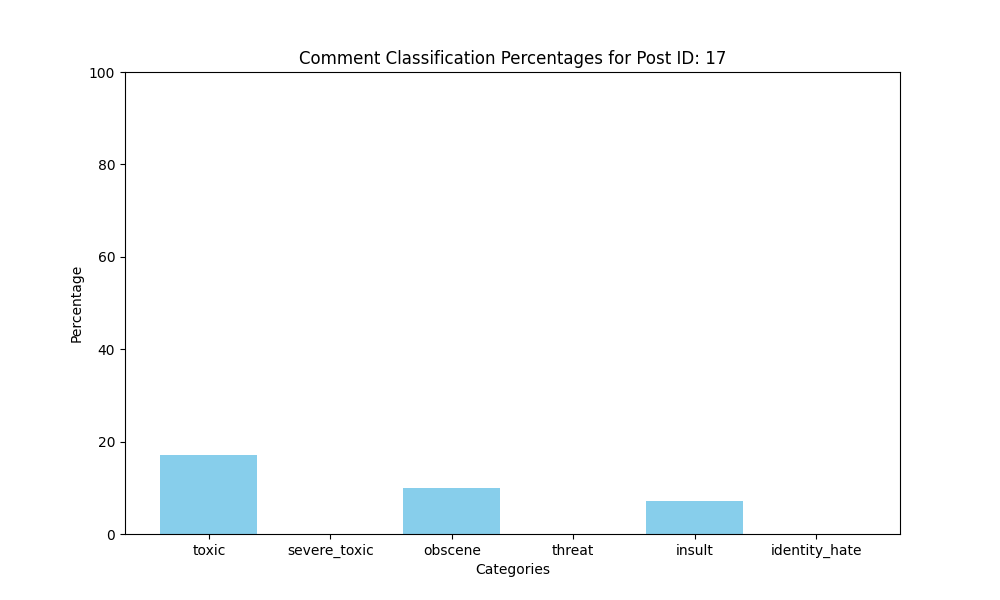 Comment Classification Percentages for Post ID: 17
100
80
60
40
20
0
Percentage
toxic severe_toxic obscene threat insult identity_hate
Categories